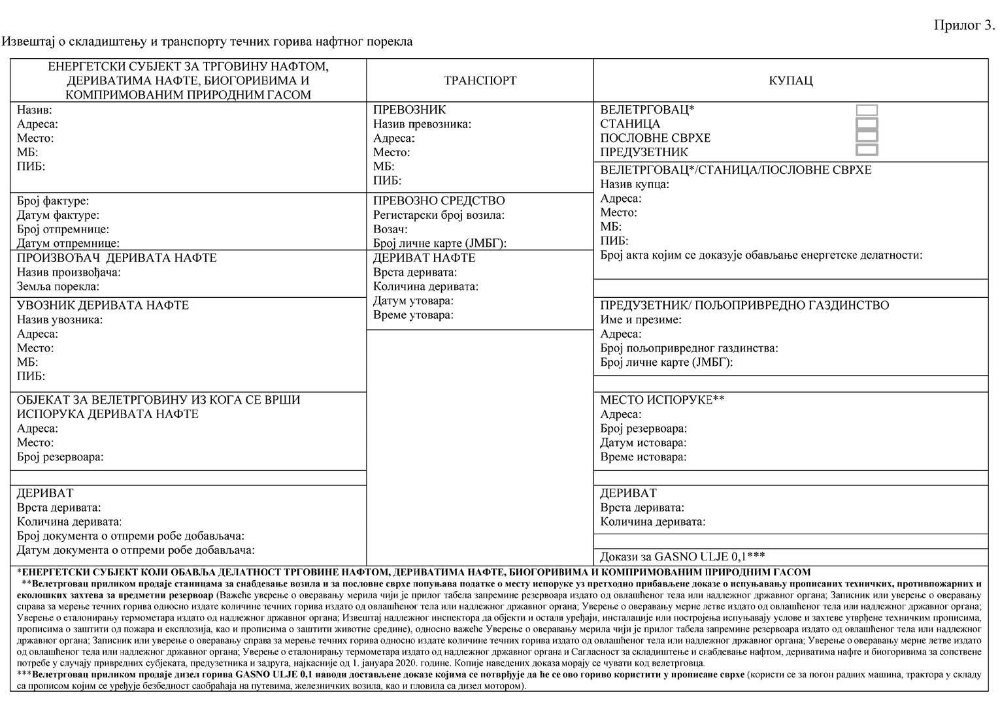 Прилог 3.
Извештај о складиштењу и транспорту течних горива нафтног порекла
ЕНЕРГЕТСКИ СУБЈЕКТ ЗА ТРГОВИНУ НАФТОМ,
ДЕРИВАТИМА НАФТЕ, БИОГОРИВИМА И
КОМПРИМОВАНИМ ПРИРОДНИМ ГАСОМ
Назив:
Адреса:
Место:
МБ:
ПИБ:
Број фактуре:
Датум фактуре:
Број отпремнице:
Датум отпремнице:
ПРОИЗВОЂАЧ ДЕРИВАТА НАФТЕ
Назив произвођача:
Земља порекла:
УВОЗНИК ДЕРИВАТА НАФТЕ
Назив увозника:
Адреса:
Место:
МБ:
ПИБ:
ОБЈЕКАТ ЗА ВЕЛЕТРГОВИНУ ИЗ КОГА СЕ ВРШИ
ИСПОРУКА ДЕРИВАТА НАФТЕ
Адреса:
Место:
Број резервоара:
ДЕРИВАТ
Врста деривата:
Количина деривата:
Број документа о отпреми робе добављача:
Датум документа о отпреми робе добављача:
ТРАНСПОРТ
ПРЕВОЗНИК
Назив превозника:
Адреса:
Место:
МБ:
ПИБ:
ПРЕВОЗНО СРЕДСТВО
Регистарски број возила:
Возач:
Број личне карте (ЈМБГ):
ДЕРИВАТ НАФТЕ
Врста деривата:
Количина деривата:
Датум утовара:
Време утовара:
КУПАЦ
ВЕЛЕТРГОВАЦ*
СТАНИЦА
ПОСЛОВНЕ СВРХЕ
ПРЕДУЗЕТНИК
ВЕЛЕТРГОВАЦ*/СТАНИЦА/ПОСЛОВНЕ СВРХЕ
Назив купца:
Адреса:
Место:
МБ:
ПИБ:
Број акта којим се доказује обављање енергетске делатности:
ПРЕДУЗЕТНИК/ ПОЉОПРИВРЕДНО ГАЗДИНСТВО
Име и презиме:
Адреса:
Број пољопривредног газдинства:
Број личне карте (ЈМБГ):
МЕСТО ИСПОРУКЕ**
Адреса:
Број резервоара:
Датум истовара:
Време истовара:
ДЕРИВАТ
Врста деривата:
Количина деривата:
Докази за GASNO ULJE 0,1***
*ЕНЕРГЕТСКИ СУБЈЕКТ КОЈИ ОБАВЉА ДЕЛАТНОСТ ТРГОВИНЕ НАФТОМ, ДЕРИВАТИМА НАФТЕ, БИОГОРИВИМА И КОМПРИМОВАНИМ ПРИРОДНИМ ГАСОМ
**Велетрговац приликом продаје станицама за снабдевање возила и за пословне сврхе попуњава податке о месту испоруке уз претходно прибављене доказе о испуњавању прописаних техничких, противпожарних и
еколошких захтева за предметни резервоар (Важеће уверење о оверавању мерила чији је прилог табела запремине резервоара издато од овлашћеног тела или надлежног државног органа; Записник или уверење о оверавању
справа за мерење течних горива односно издате количине течних горива издато од овлашћеног тела или надлежног државног органа; Уверење о оверавању мерне летве издато од овлашћеног тела или надлежног државног органа;
Уверење о еталонирању термометара издато од надлежног државног органа; Извештај надлежног инспектора да објекти и остали уређаји, инсталације или постројења испуњавају услове и захтеве утврђене техничким прописима,
прописима о заштити од пожара и експлозија, као и прописима о заштити животне средине), односно важеће Уверење о оверавању мерила чији је прилог табела запремине резервоара издато од овлашћеног тела или надлежног
државног органа; Записник или уверење о оверавању справа за мерење течних горива односно издате количине течних горива издато од овлашћеног тела или надлежног државног органа; Уверење о оверавању мерне летве издато
од овлашћеног тела или надлежног државног органа; Уверење о еталонирању термометара издато од надлежног државног органа и Сагласност за складиштење и снабдевање нафтом, дериватима нафте и биогоривима за сопствене
потребе у случају привредних субјеката, предузетника и задруга, најкасније од 1. јануара 2020. године. Копије наведених доказа морају се чувати код велетрговца.
***Велетрговац приликом продаје дизел горива GASNO ULJE 0,1 наводи достављене доказе којима се потврђује да ће се ово гориво користити у прописане сврхе (користи се за погон радних машина, трактора у складу
са прописом којим се уређује безбедност саобраћаја на путевима, железничких возила, као и пловила са дизел мотором).